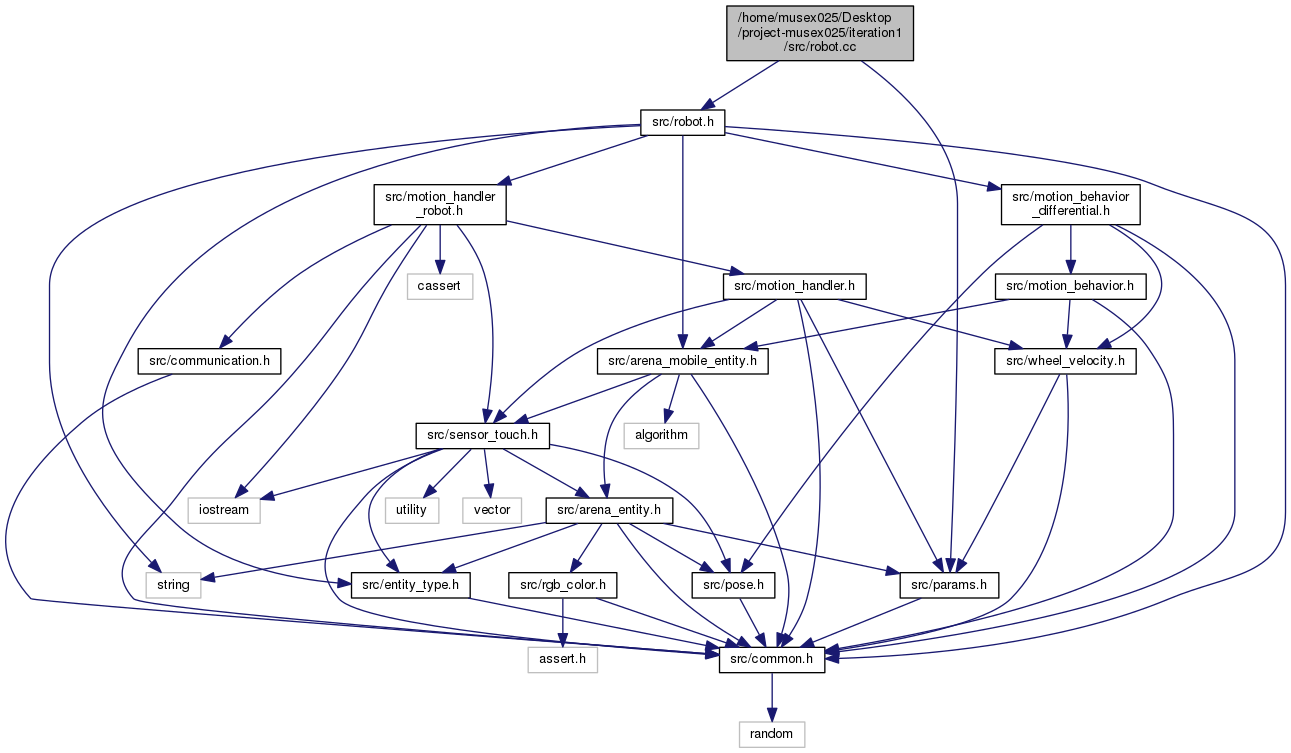 /home/musex025/Desktop
/project-musex025/iteration1
/src/robot.cc
src/robot.h
src/motion_handler
_robot.h
src/motion_behavior
_differential.h
cassert
src/motion_handler.h
src/motion_behavior.h
src/communication.h
src/arena_mobile_entity.h
src/wheel_velocity.h
src/sensor_touch.h
algorithm
iostream
utility
vector
src/arena_entity.h
string
src/entity_type.h
src/rgb_color.h
src/pose.h
src/params.h
assert.h
src/common.h
random